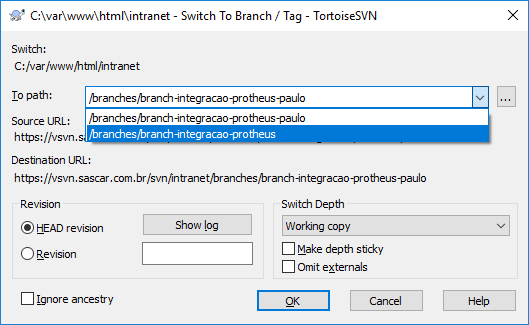 C:\var\www\html\intranet - Switch To Branch / Tag - TortoiseSVN
Switch:
C:/var/www/html/intranet
To path: /branches/branch-integracao-protheus-paulo ...
/branches/branch-integracao-protheus-paulo
Source URL:
/branches/branch-integracao-protheus
https://vsvn.
Destination URL:
https://vsvn.sascar.com.br/svn/intranet/branches/branch-integracao-protheus-paulo
Revision
HEAD revision
Show log
Revision
Switch Depth
Working copy
Make depth sticky
Omit externals
Ignore ancestry
OK
Cancel
Help